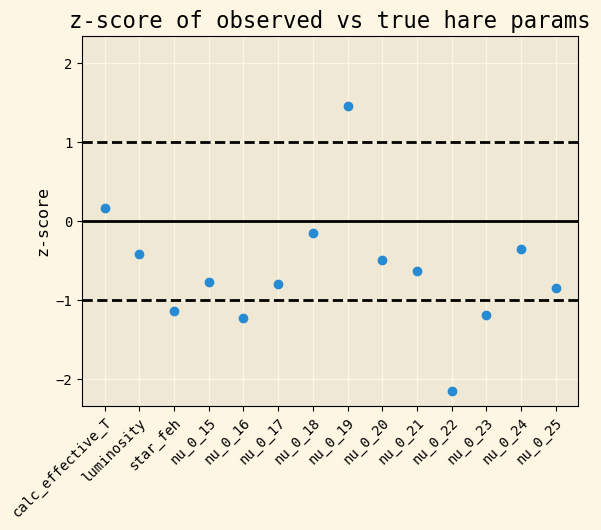 z-score of observed vs true hare params
z-score
2
1
0
−1
−2
calc_effective_T
luminosity
star_feh
nu_0_15
nu_0_16
nu_0_17
nu_0_18
nu_0_19
nu_0_20
nu_0_21
nu_0_22
nu_0_23
nu_0_24
nu_0_25